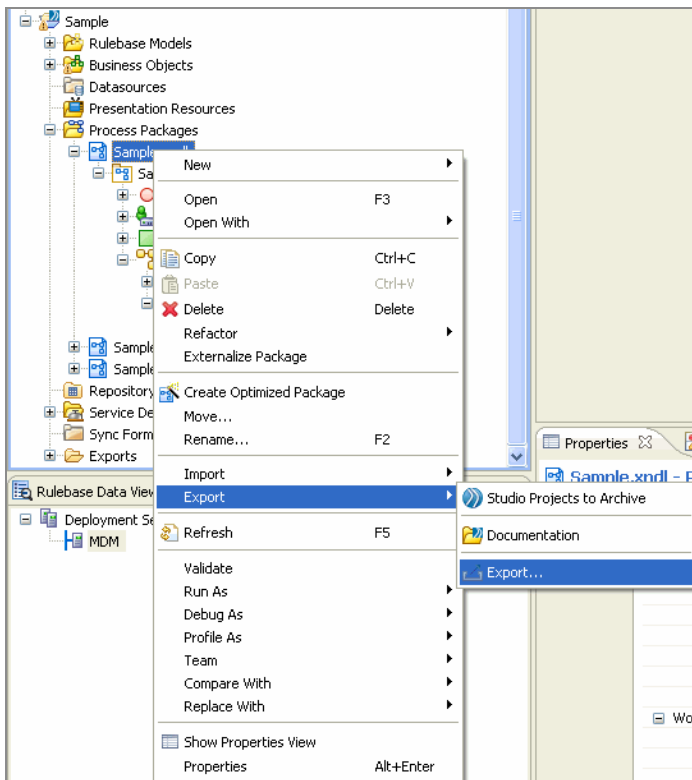 Sample
Rulebase Models
Business Objects
Datasources
Presentation Resources
Process Packages
Sample
Sa
Sample
Sample
Repository
Service De
Sync Form
Exports
New
Open F3
Open With
Copy Ctrl+C
Paste Ctrl+V
Delete Delete
Refactor
Externalize Package
Create Optimized Package
Move...
Rename... F2
Import
Export
Refresh F5
Validate
Run As
Debug As
Profile As
Team
Compare With
Replace With
Show Properties View
Properties Alt+Enter
Studio Projects to Archive
Documentation
Export...
Properties
Sample.xpdl - P
Rulebase Data View
Deployment Se
MDM
Wo